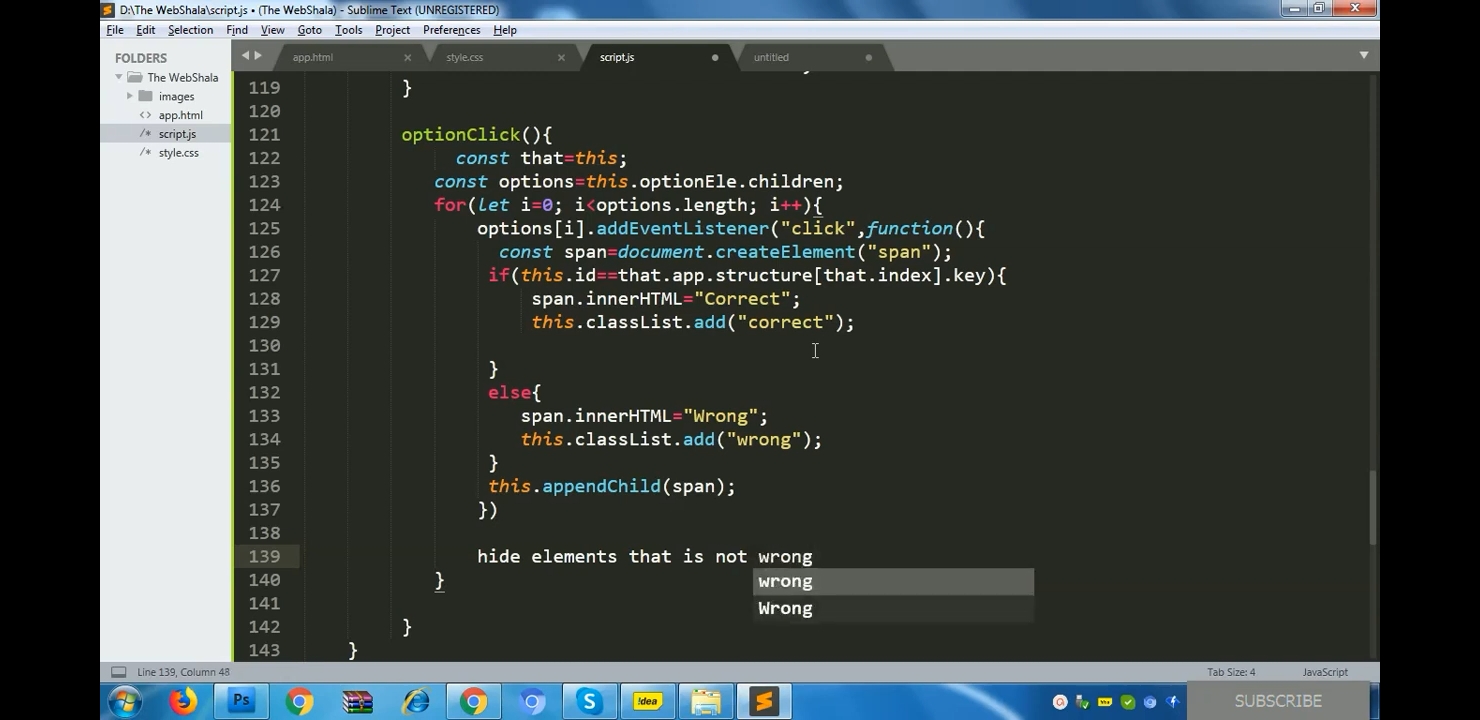 D:\The WebShala\script.js • (The WebShala) - Sublime Text (UNREGISTERED)
File Edit Selection Find View Goto Tools Project Preferences Help
FOLDERS
The WebShala
images
app.html
script.js
style.css
app.html style.css script.js untitled
119 }
120
121 optionClick(){
122 const that=this;
123 const options=this.optionEle.children;
124 for(let i=0; i<options.length; i++){
125 options[i].addEventListener("click",function(){
126 const span=document.createElement("span");
127 if(this.id==that.app.structure[that.index].key){
128 span.innerHTML="Correct";
129 this.classList.add("correct");
130
131 }
132 else{
133 span.innerHTML="Wrong";
134 this.classList.add("wrong");
135 }
136 this.appendChild(span);
137 })
138
139 hide elements that is not wrong
wrong
140 }
141
Wrong
142 }
143 }
Line 139, Column 48 Tab Size: 4 JavaScript
Ps S !dea SUBSCRIBE